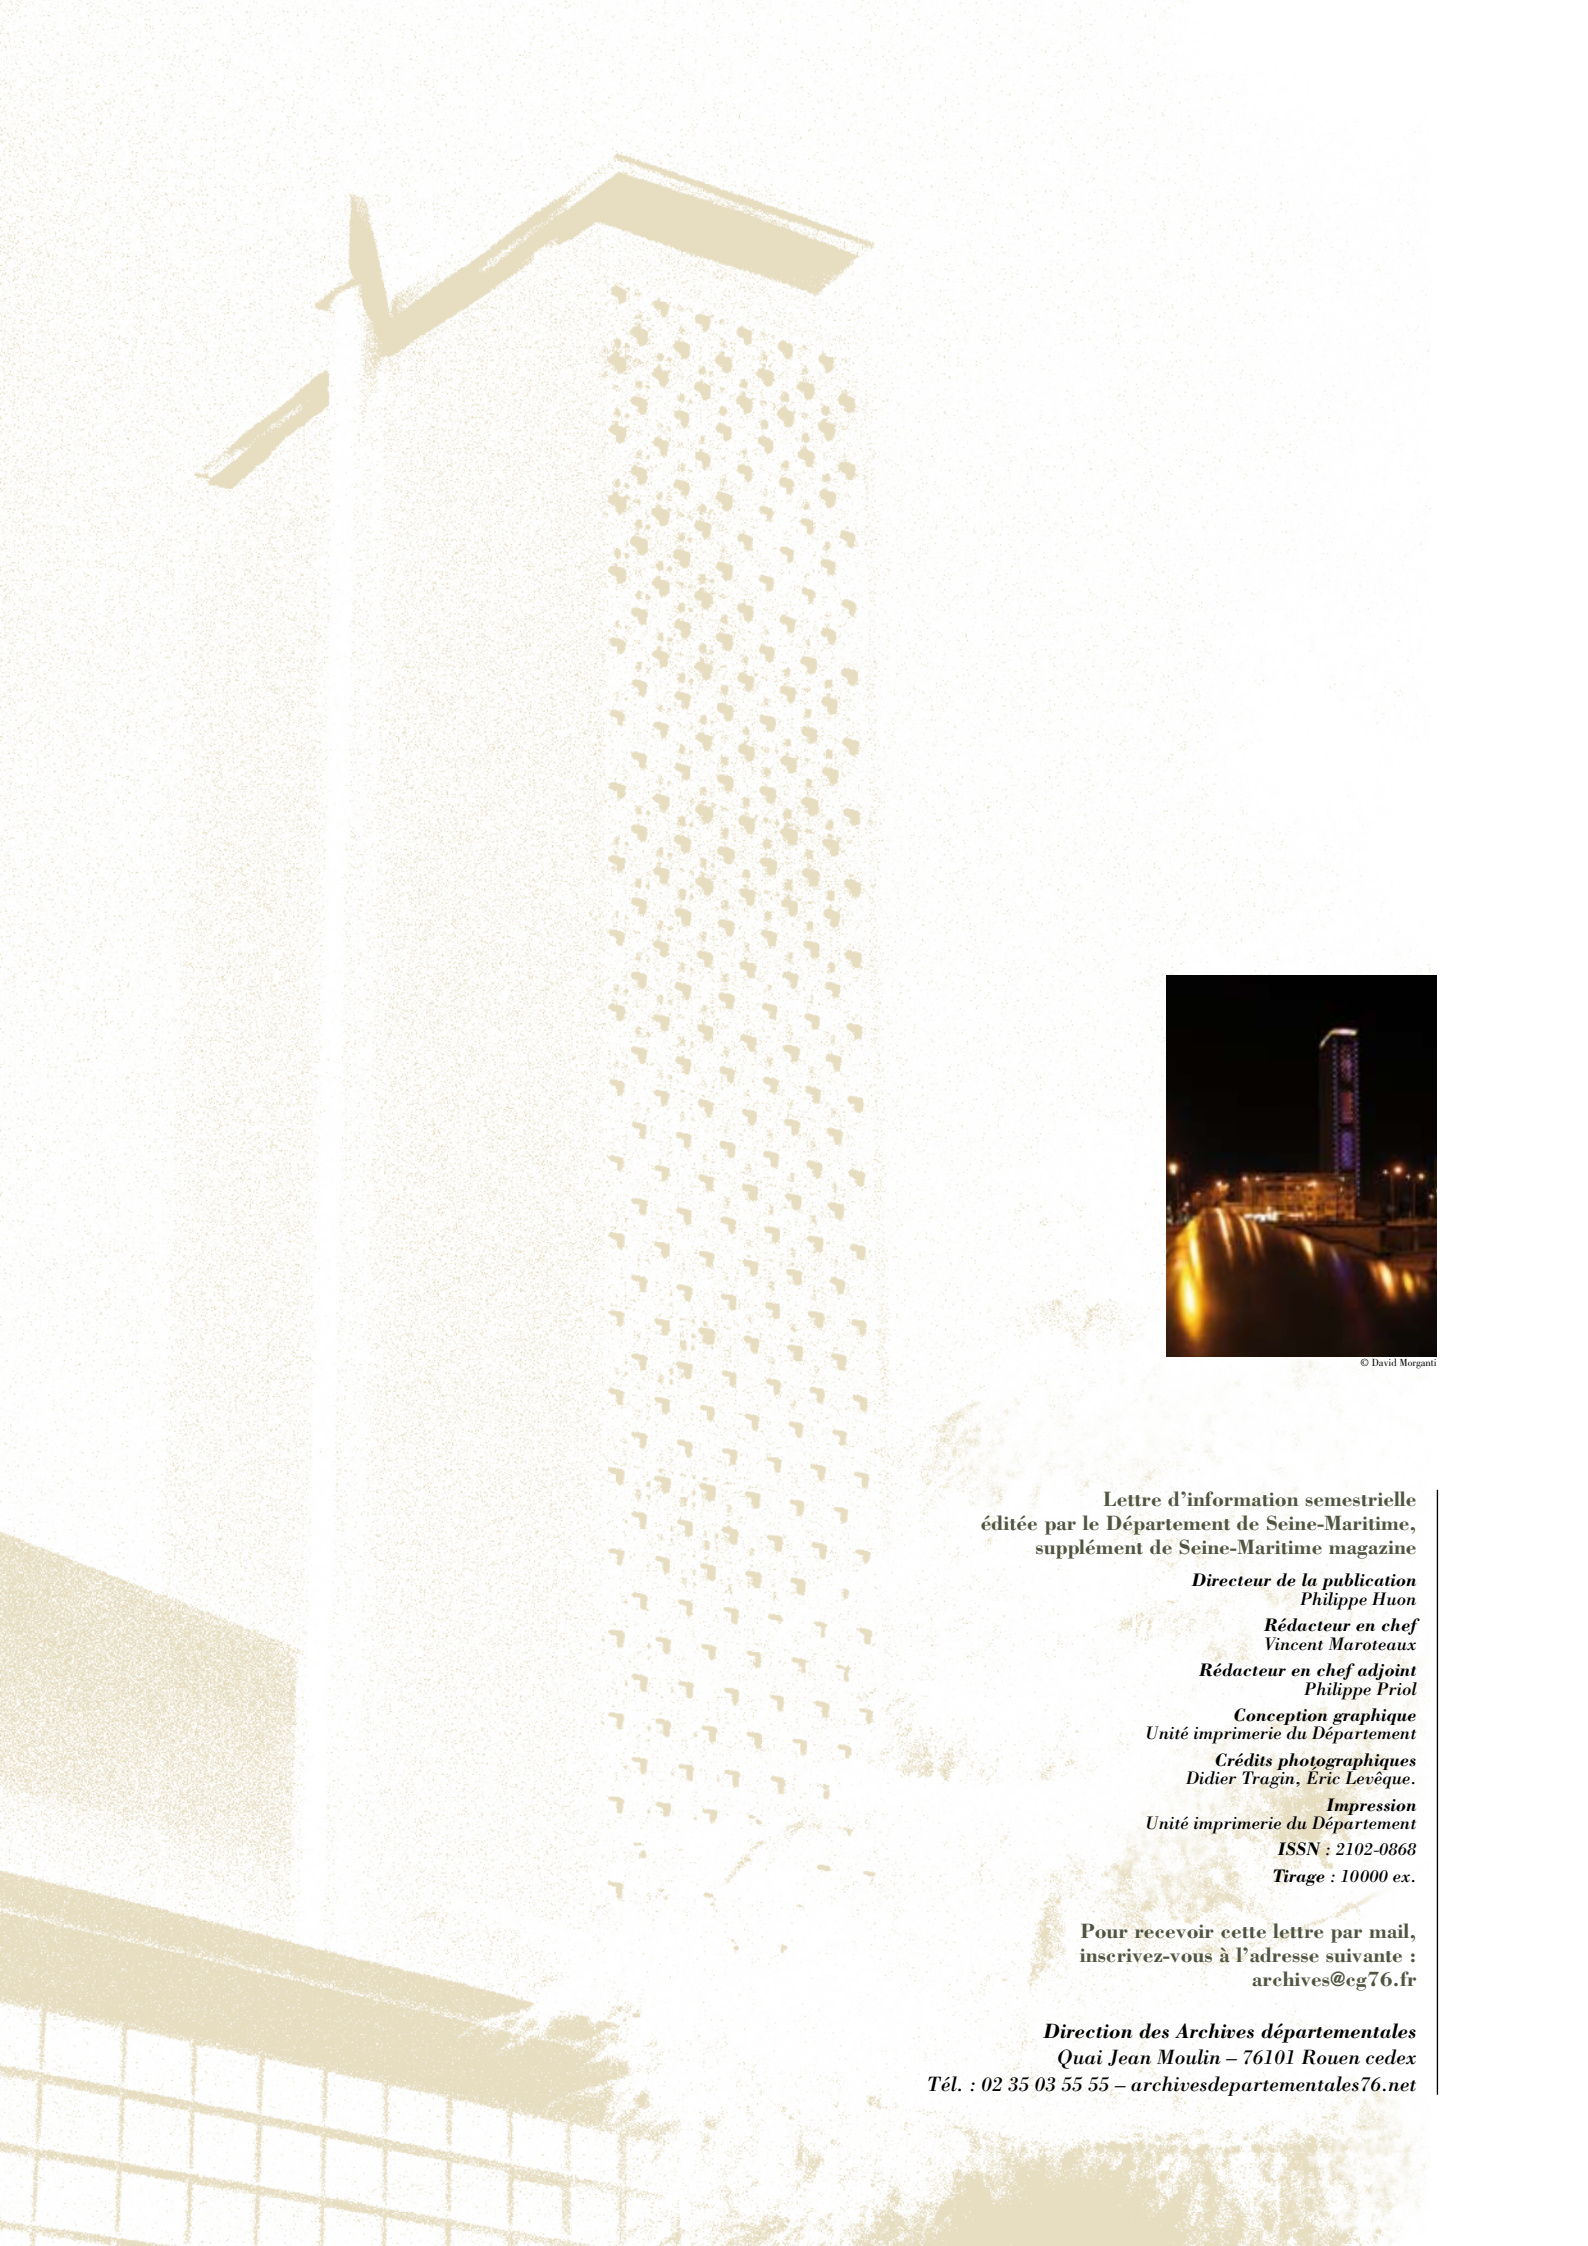 © David Morganti
Lettre d’information semestrielle
éditée par le Département de Seine-Maritime,
supplément de Seine-Maritime magazine
Directeur de la publication
Philippe Huon
Rédacteur en chef
Vincent Maroteaux
Rédacteur en chef adjoint
Philippe Priol
Conception graphique
Unité imprimerie du Département
Crédits photographiques
Didier Tragin, Éric Levêque.
Impression
Unité imprimerie du Département
ISSN : 2102-0868
Tirage : 10000 ex.
Pour recevoir cette lettre par mail,
inscrivez-vous à l’adresse suivante :
archives@cg76.fr
Direction des Archives départementales
Quai Jean Moulin – 76101 Rouen cedex
Tél. : 02 35 03 55 55 – archivesdepartementales76.net